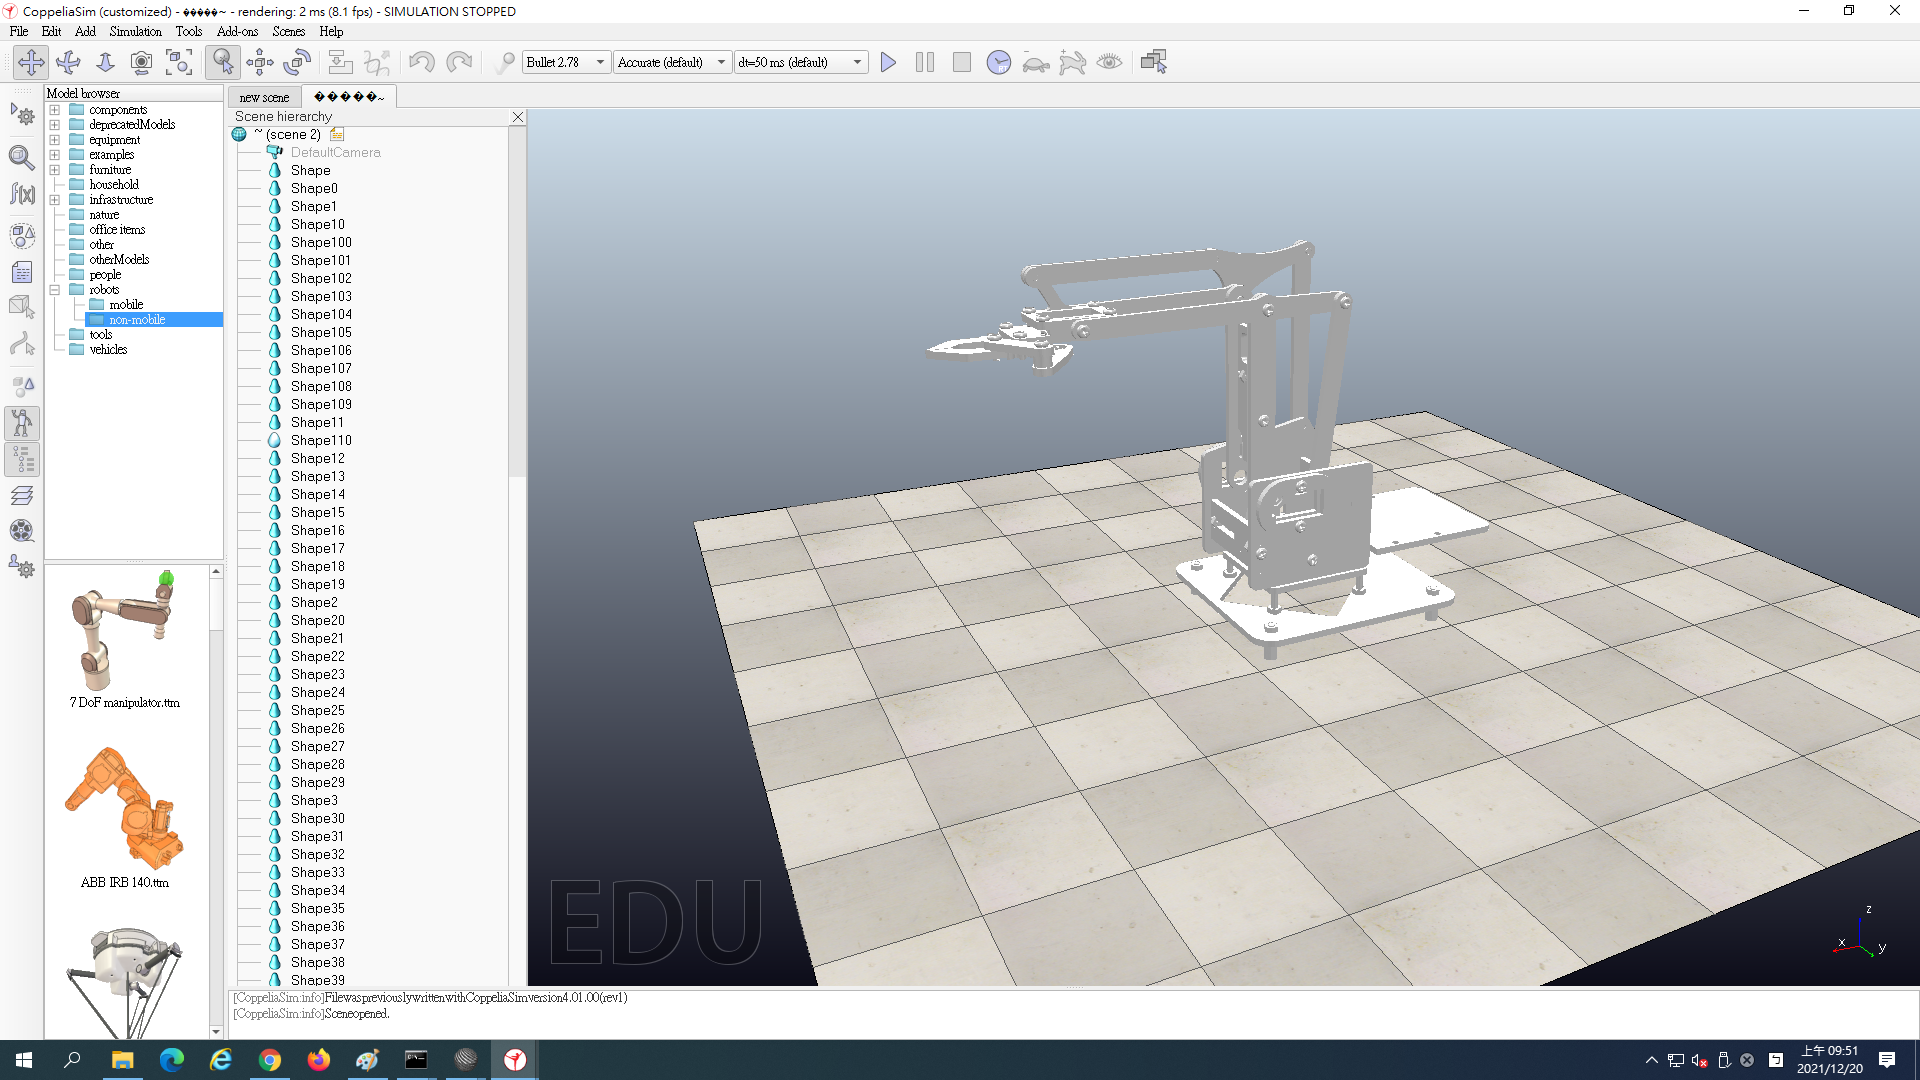 CoppeliaSim (customized) - �����~ - rendering: 2 ms (8.1 fps) - SIMULATION STOPPED
File Edit Add Simulation Tools Add-ons Scenes Help
Bullet 2.78 Accurate (default) dt=50 ms (default)
RT
Model browser
components
deprecatedModels
equipment
examples
furniture
household
infrastructure
nature
office items
other
otherModels
people
robots
mobile
non-mobile
tools
vehicles
7 DoF manipulator.ttm
ABB IRB 140.ttm
new scene �����~
Scene hierarchy
~ (scene 2)
DefaultCamera
Shape
Shape0
Shape1
Shape10
Shape100
Shape101
Shape102
Shape103
Shape104
Shape105
Shape106
Shape107
Shape108
Shape109
Shape11
Shape110
Shape12
Shape13
Shape14
Shape15
Shape16
Shape17
Shape18
Shape19
Shape2
Shape20
Shape21
Shape22
Shape23
Shape24
Shape25
Shape26
Shape27
Shape28
Shape29
Shape3
Shape30
Shape31
Shape32
Shape33
Shape34
Shape35
Shape36
Shape37
Shape38
Shape39
EDU
z
x
y
[CoppeliaSim:info]FilewaspreviouslywrittenwithCoppeliaSimversion4.01.00(rev1)
[CoppeliaSim:info]Sceneopened.
上午 09:51
2021/12/20